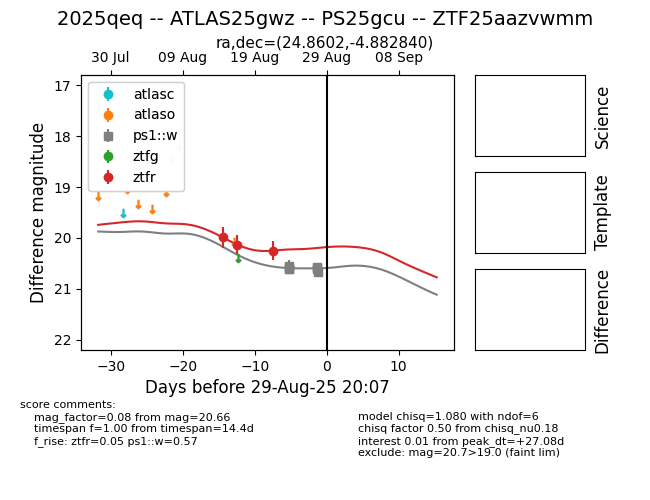 2025qeq -- ATLAS25gwz -- PS25gcu -- ZTF25aazvwmm
ra,dec=(24.8602,-4.882840)
30 Jul 09 Aug 19 Aug 29 Aug 08 Sep
17
18
19
20
21
22
Difference magnitude
atlasc
atlaso
ps1::w
ztfg
ztfr
−30 −20 −10 0 10
Days before 29-Aug-25 20:07
Science
Template
Difference
score comments:
mag_factor=0.08 from mag=20.66
timespan f=1.00 from timespan=14.4d
f_rise: ztfr=0.05 ps1::w=0.57
model chisq=1.080 with ndof=6
chisq factor 0.50 from chisq_nu0.18
interest 0.01 from peak_dt=+27.08d
exclude: mag=20.7>19.0 (faint lim)